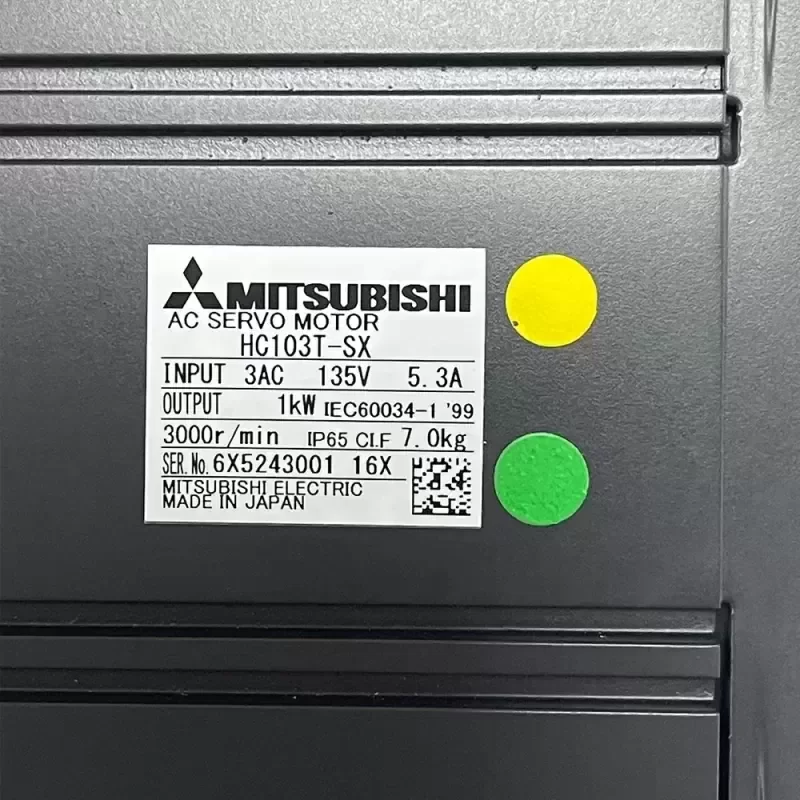 MITSUBISHI
AC SERVO MOTOR
HC103T-SX
INPUT 3AC 135V 5.3A
OUTPUT 1kW IEC60034-1 '99
3000r/min IP65 CI.F 7.0kg
SER.No.6X5243001 16X
MITSUBISHI ELECTRIC
MADE IN JAPAN